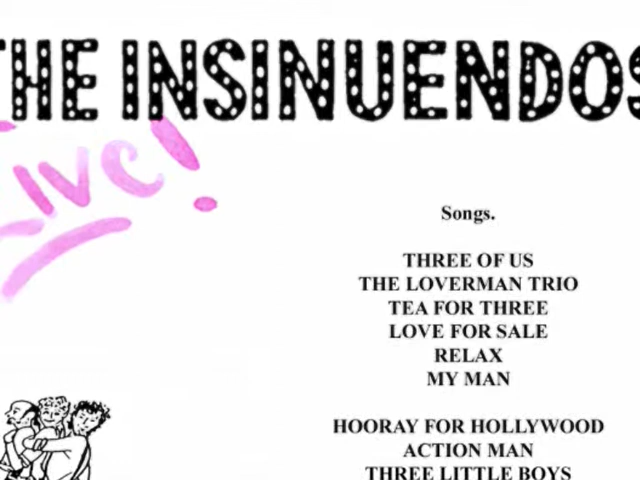 THE INSINUENDOS
Live!
Songs.
THREE OF US
THE LOVERMAN TRIO
TEA FOR THREE
LOVE FOR SALE
RELAX
MY MAN
HOORAY FOR HOLLYWOOD
ACTION MAN
THREE LITTLE BOYS